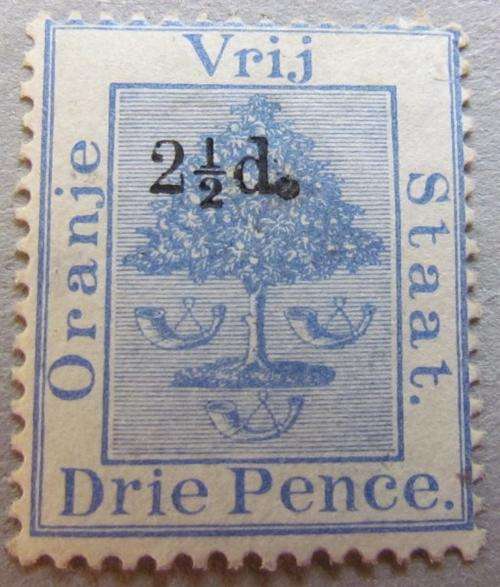 Vrij
2½d.
Oranje
Staat.
Drie Pence.